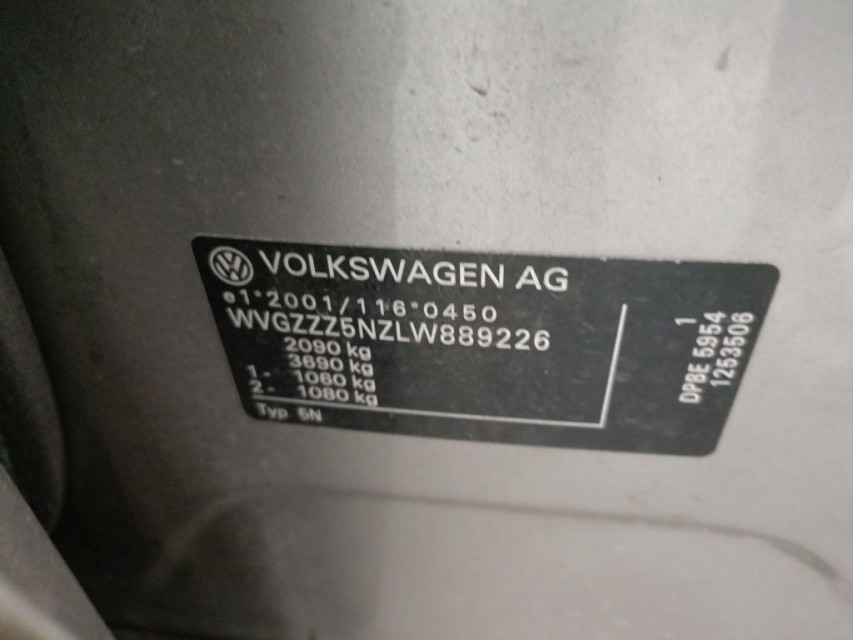 VOLKSWAGEN AG
e1*2001/116*0450
WVGZZZ5NZLW889226
2090 kg
3690 kg
1.- 1060 kg
2.- 1080 kg
Typ 5N
1
DPBE 5954
1253506